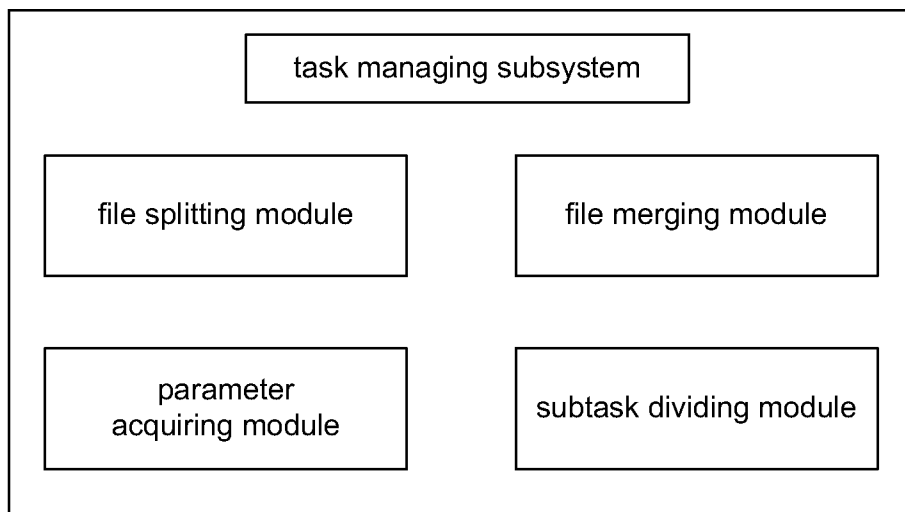 task managing subsystem
file splitting module
file merging module
parameter
acquiring module
subtask dividing module